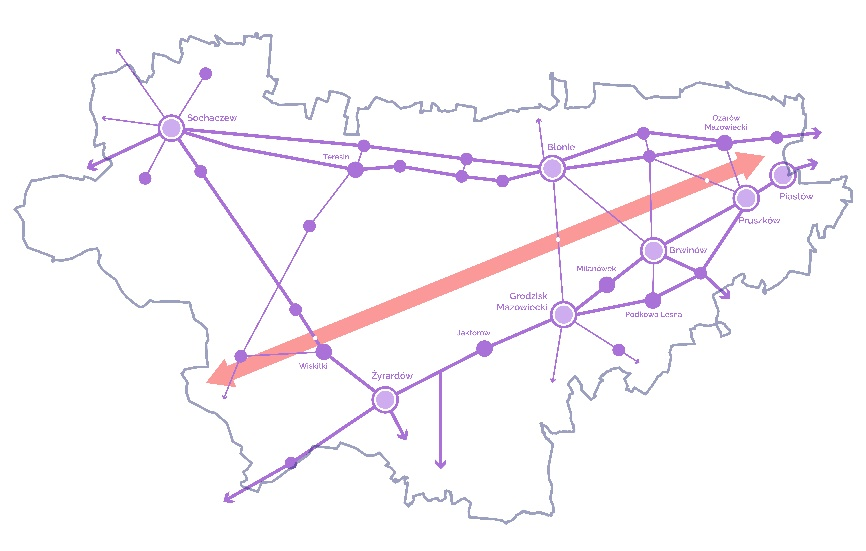 Sochaczew
Ożarów
Mazowiecki
Błonie
Teresin
Piastów
Pruszków
Brwinów
Milanówek
Grodzisk
Mazowiecki
Podkowa Leśna
Jaktorów
Wiskitki
Żyrardów